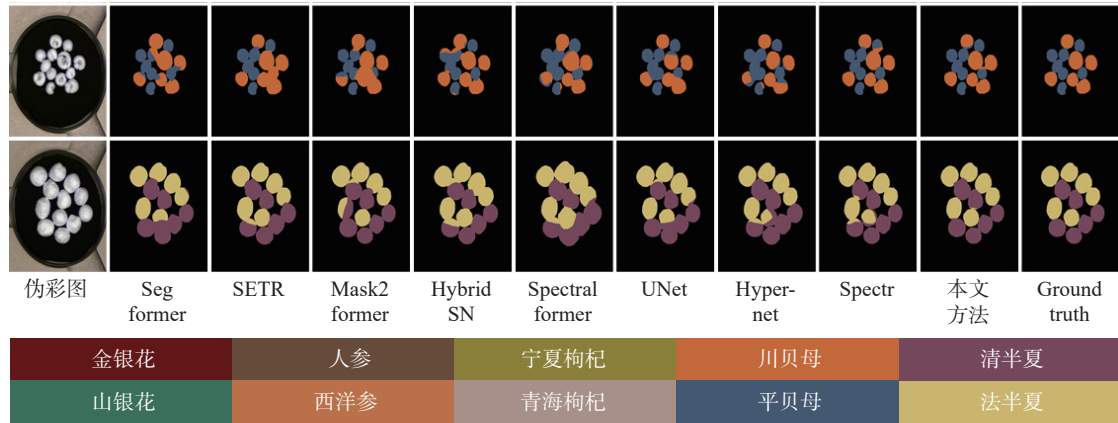 伪彩图 Seg former SETR Mask2 former Hybrid SN Spectral former UNet Hyper- net Spectr 本文 方法 Ground truth
金银花 人参 宁夏枸杞 川贝母 清半夏
山银花 西洋参 青海枸杞 平贝母 法半夏